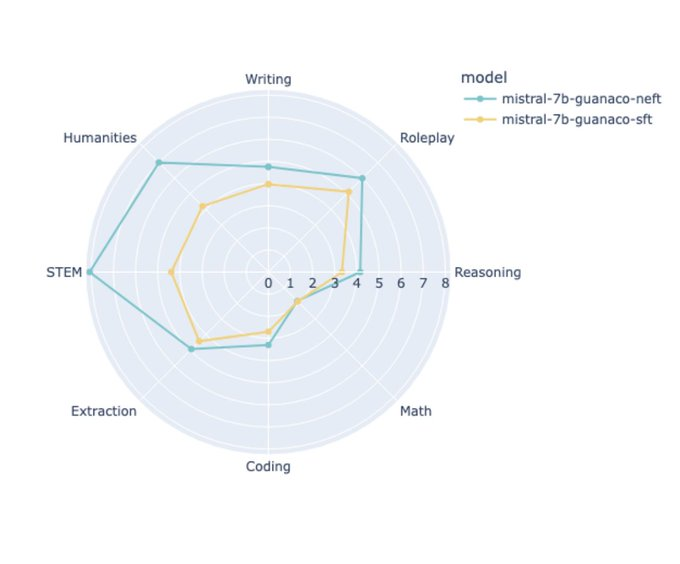 Writing
model
mistral-7b-guanaco-neft
mistral-7b-guanaco-sft
Humanities
Roleplay
STEM
Reasoning
0 1 2 3 4 5 6 7 8
Extraction
Math
Coding